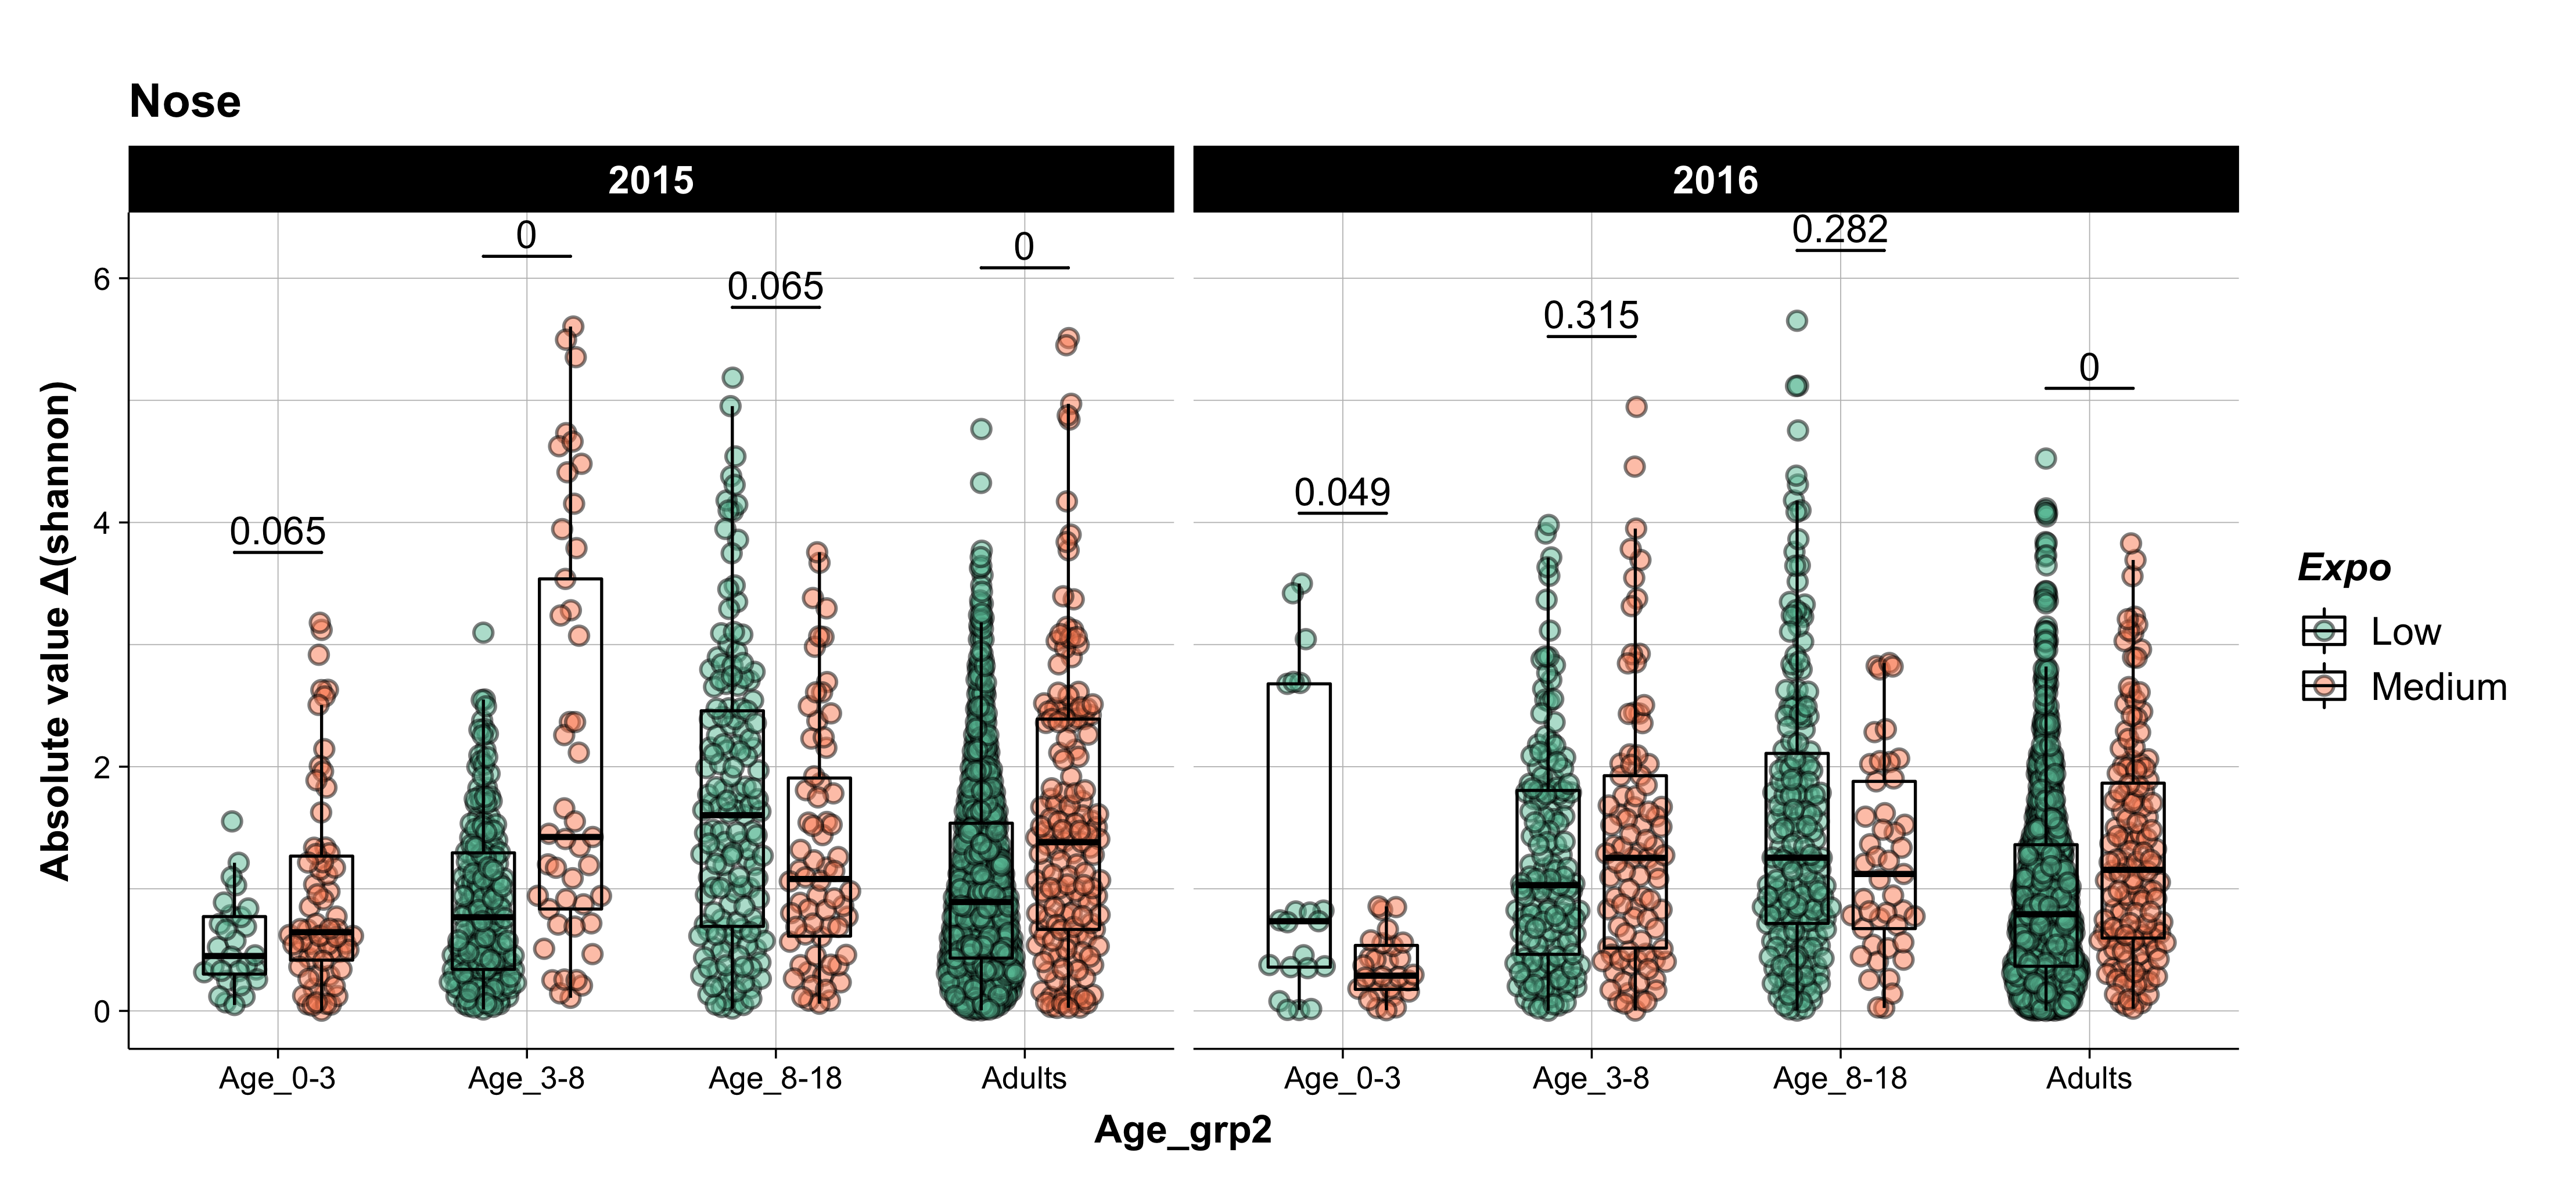 Nose
2015
2016
0
0
0.065
0.065
0.282
0.315
0
0.049
6
4
2
0
Absolute value Δ(shannon)
Age_0-3
Age_3-8
Age_8-18
Adults
Age_0-3
Age_3-8
Age_8-18
Adults
Age_grp2
Expo
Low
Medium